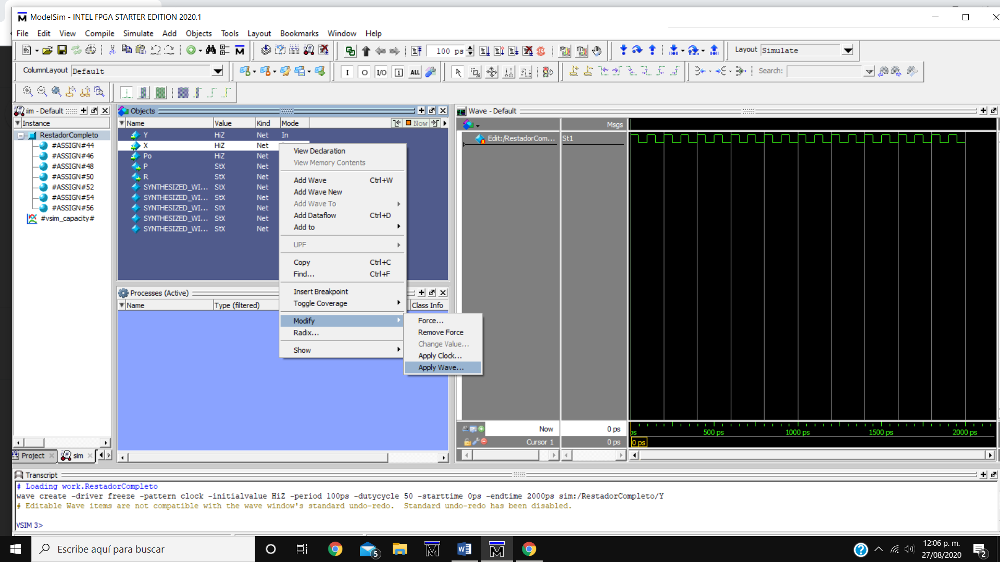 ModelSim - INTEL FPGA STARTER EDITION 2020.1
File Edit View Compile Simulate Add Objects Tools Layout Bookmarks Window Help
100 ps
Layout Simulate
ColumnLayout Default
I O I/O ALL
Search:
im - Default
Instance
RestadorCompleto
#ASSIGN#44
#ASSIGN#46
#ASSIGN#48
#ASSIGN#50
#ASSIGN#52
#ASSIGN#54
#ASSIGN#56
#vsim_capacity#
Project
sim
Objects
Name Value Kind Mode
Now
Y HiZ Net In
X HiZ Net
Po HiZ Net
P StX Net
R StX Net
SYNTHESIZED_WI... StX Net
SYNTHESIZED_WI... StX Net
SYNTHESIZED_WI... StX Net
SYNTHESIZED_WI... StX Net
SYNTHESIZED_WI... StX Net
Processes (Active)
Name Type (filtered) Class Info
View Declaration
View Memory Contents
Add Wave Ctrl+W
Add Wave New
Add Wave To
Add Dataflow Ctrl+D
Add to
UPF
Copy Ctrl+C
Find... Ctrl+F
Insert Breakpoint
Toggle Coverage
Modify
Radix...
Show
Force...
Remove Force
Change Value...
Apply Clock...
Apply Wave...
Wave - Default
Msgs
Edit:/RestadorCom... St1
Now 0 ps
Cursor 1 0 ps
ps 500 ps 1000 ps 1500 ps 2000 ps
0 ps
Transcript
# Loading work.RestadorCompleto
wave create -driver freeze -pattern clock -initialvalue HiZ -period 100ps -dutycycle 50 -starttime 0ps -endtime 2000ps sim:/RestadorCompleto/Y
# Editable Wave items are not compatible with the wave window's standard undo-redo.  Standard undo-redo has been disabled.
VSIM 3>
Escribe aquí para buscar
5
12:06 p. m.
27/08/2020
2